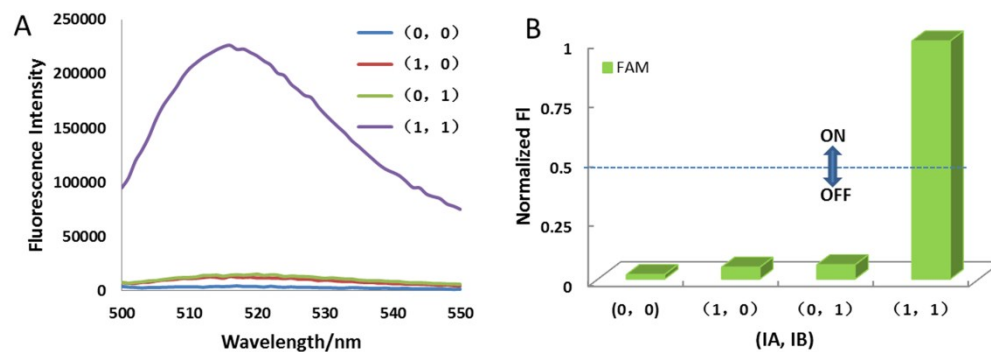 A
250000
200000
150000
100000
50000
0
Fluorescence Intensity
500 510 520 530 540 550
Wavelength/nm
(0, 0)
(1, 0)
(0, 1)
(1, 1)
B
1
0.75
0.5
0.25
0
Normalized FI
FAM
ON
OFF
(0, 0) (1, 0) (0, 1) (1, 1)
(IA, IB)